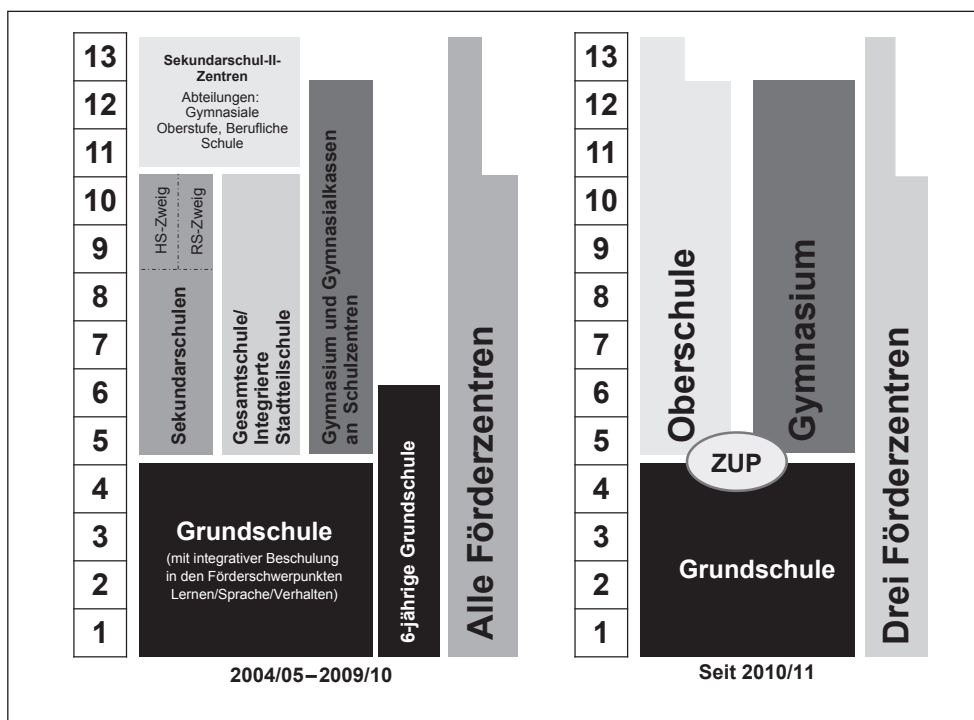 13
12
11
10
9
8
7
6
5
4
3
2
1
Sekundarschul-II-
Zentren
Abteilungen:
Gymnasiale
Oberstufe, Berufliche
Schule
HS-Zweig
RS-Zweig
Sekundarschulen
Gesamtschule/
Integrierte
Stadtteilschule
Gymnasium und Gymnasialkassen
an Schulzentren
Grundschule
(mit integrativer Beschulung
in den Förderschwerpunkten
Lernen/Sprache/Verhalten)
6-jährige Grundschule
Alle Förderzentren
2004/05–2009/10
13
12
11
10
9
8
7
6
5
4
3
2
1
Oberschule
Gymnasium
ZUP
Grundschule
Drei Förderzentren
Seit 2010/11